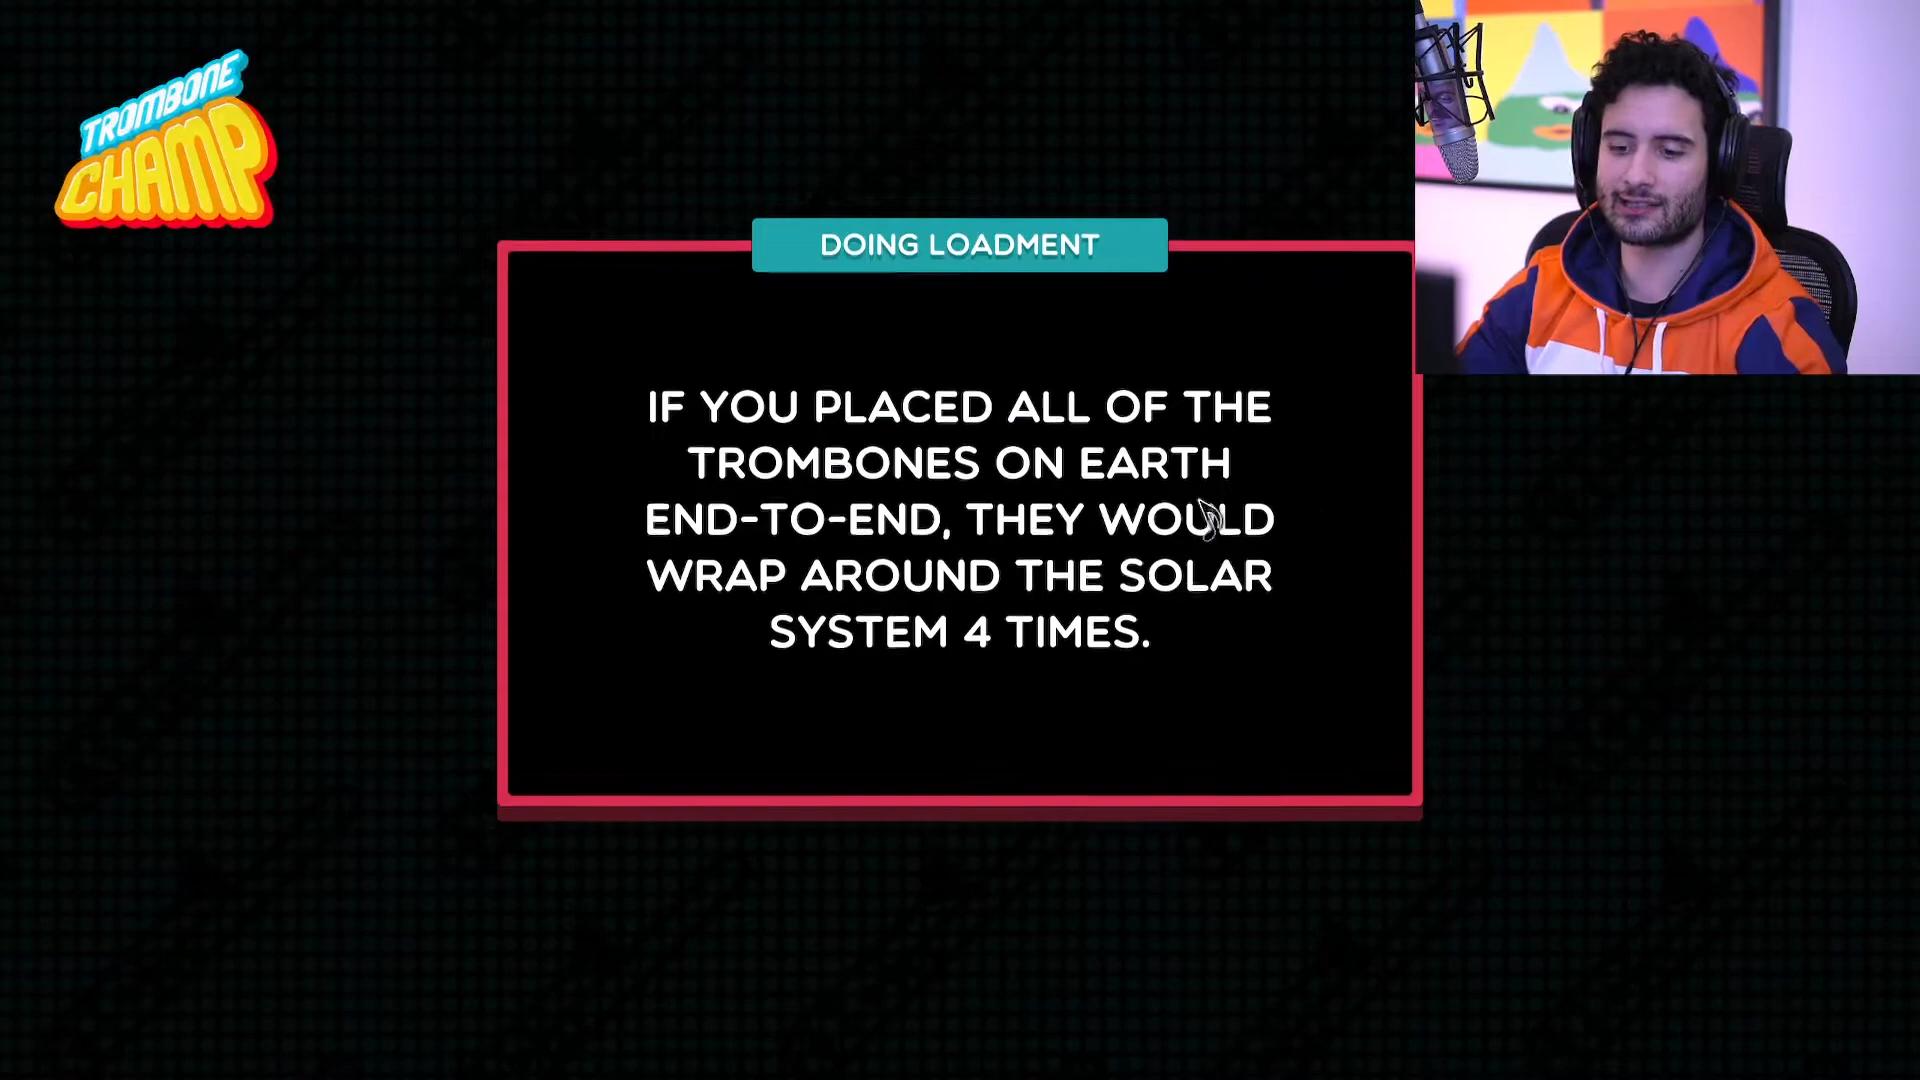 TROMBONE
CHAMP
DOING LOADMENT
IF YOU PLACED ALL OF THE
TROMBONES ON EARTH
END-TO-END, THEY WOULD
WRAP AROUND THE SOLAR
SYSTEM 4 TIMES.